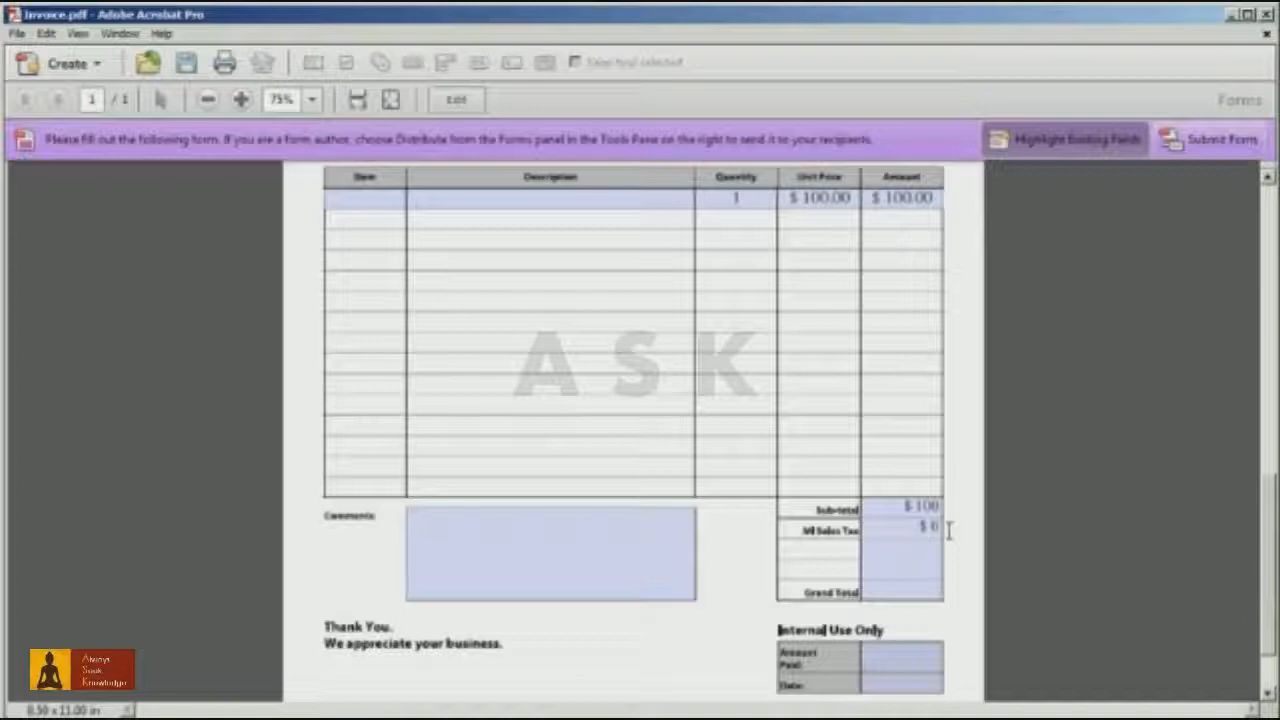 Invoice.pdf - Adobe Acrobat Pro
File Edit View Window Help
Create
1 / 1 75% Edit Forms
Please fill out the following form. If you are a form author, choose Distribute from the Forms panel in the Tools Pane on the right to send it to your recipients. Highlight Existing Fields Submit Form
Item Description Quantity Unit Price Amount
1 $ 100.00 $ 100.00
ASK
Sub-total $ 100
Comments:
MI Sales Tax $ 0
Grand Total
Thank You.
We appreciate your business.
Internal Use Only
Amount
Paid:
Date:
Always
Seek
Knowledge
8.50 x 11.00 in